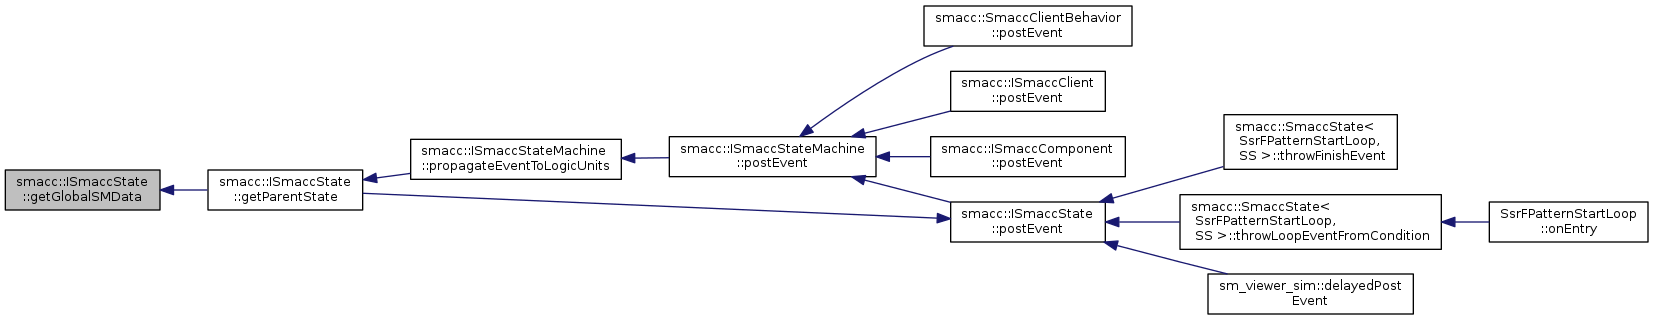 smacc::ISmaccState
::getGlobalSMData
smacc::ISmaccState
::getParentState
smacc::ISmaccStateMachine
::propagateEventToLogicUnits
smacc::ISmaccStateMachine
::postEvent
smacc::SmaccClientBehavior
::postEvent
smacc::ISmaccClient
::postEvent
smacc::ISmaccComponent
::postEvent
smacc::ISmaccState
::postEvent
smacc::SmaccState<
SsrFPatternStartLoop,
SS >::throwFinishEvent
smacc::SmaccState<
SsrFPatternStartLoop,
SS >::throwLoopEventFromCondition
sm_viewer_sim::delayedPost
Event
SsrFPatternStartLoop
::onEntry